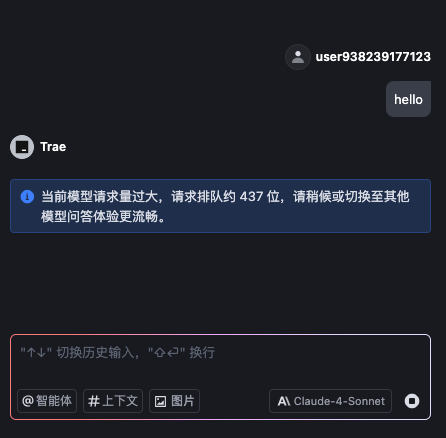 user938239177123
hello
Trae
当前模型请求量过大，请求排队约 437 位，请稍候或切换至其他
模型问答体验更流畅。
"↑↓" 切换历史输入，"⇧⏎" 换行
@智能体 #上下文 图片 A\ Claude-4-Sonnet